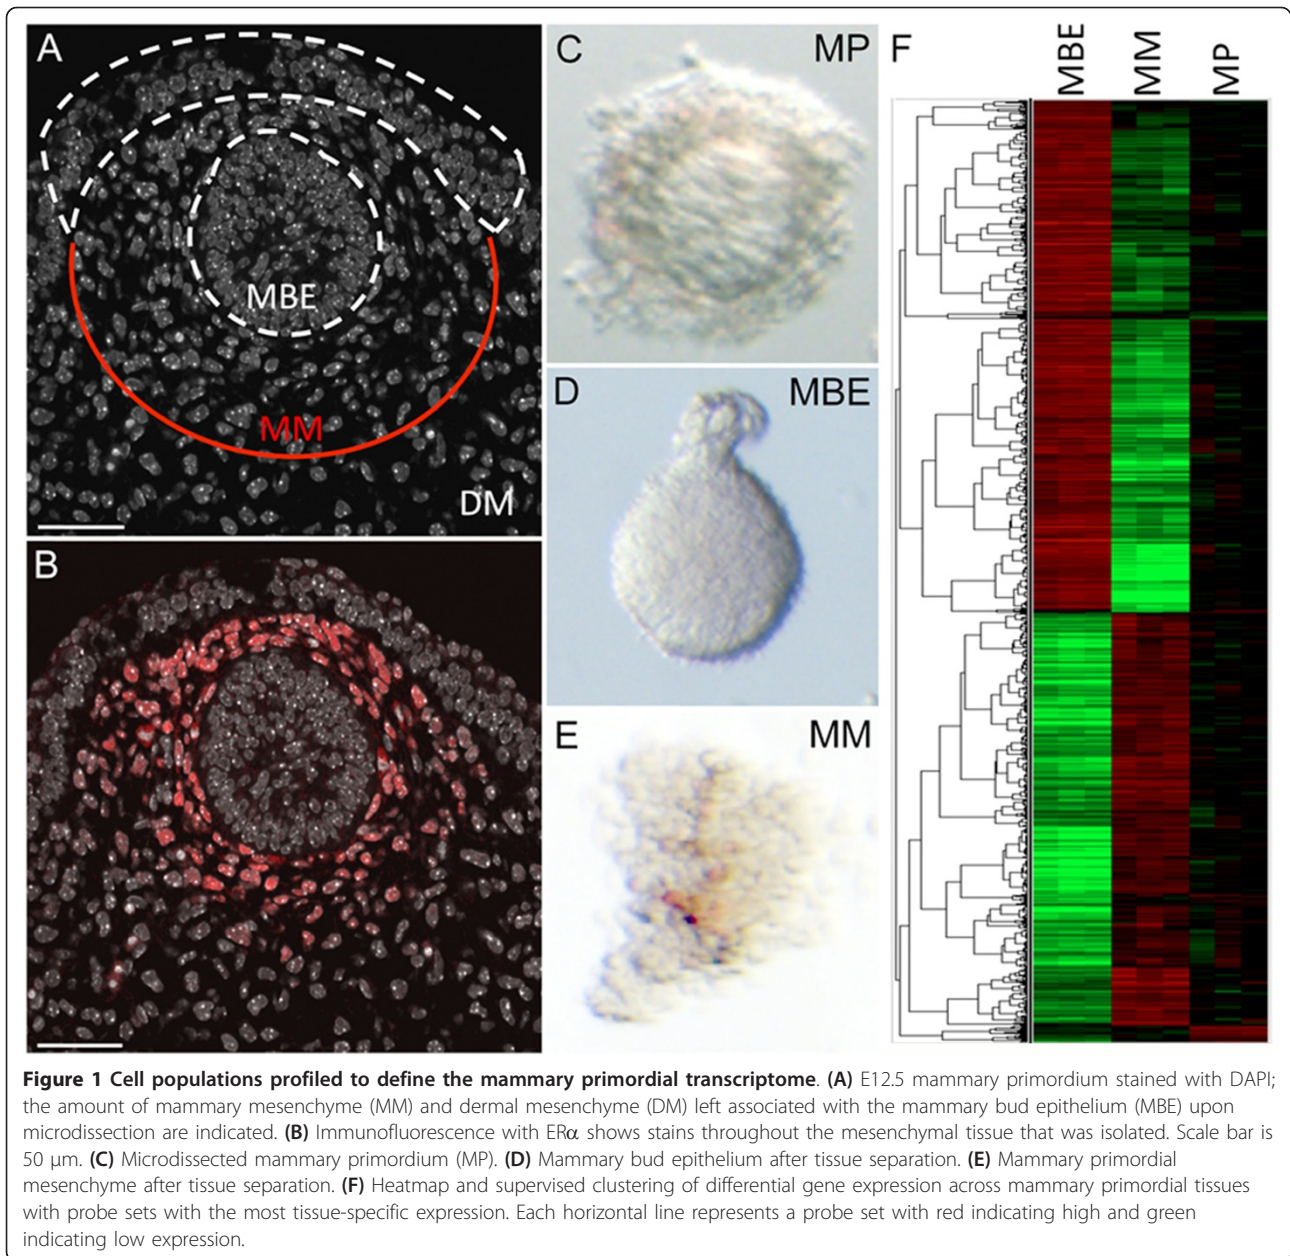 A
MBE
MM
DM
B
C
MP
D
MBE
E
MM
F
MBE
MM
MP
Figure 1 Cell populations profiled to define the mammary primordial transcriptome. (A) E12.5 mammary primordium stained with DAPI;
the amount of mammary mesenchyme (MM) and dermal mesenchyme (DM) left associated with the mammary bud epithelium (MBE) upon
microdissection are indicated. (B) Immunofluorescence with ERα shows stains throughout the mesenchymal tissue that was isolated. Scale bar is
50 μm. (C) Microdissected mammary primordium (MP). (D) Mammary bud epithelium after tissue separation. (E) Mammary primordial
mesenchyme after tissue separation. (F) Heatmap and supervised clustering of differential gene expression across mammary primordial tissues
with probe sets with the most tissue-specific expression. Each horizontal line represents a probe set with red indicating high and green
indicating low expression.